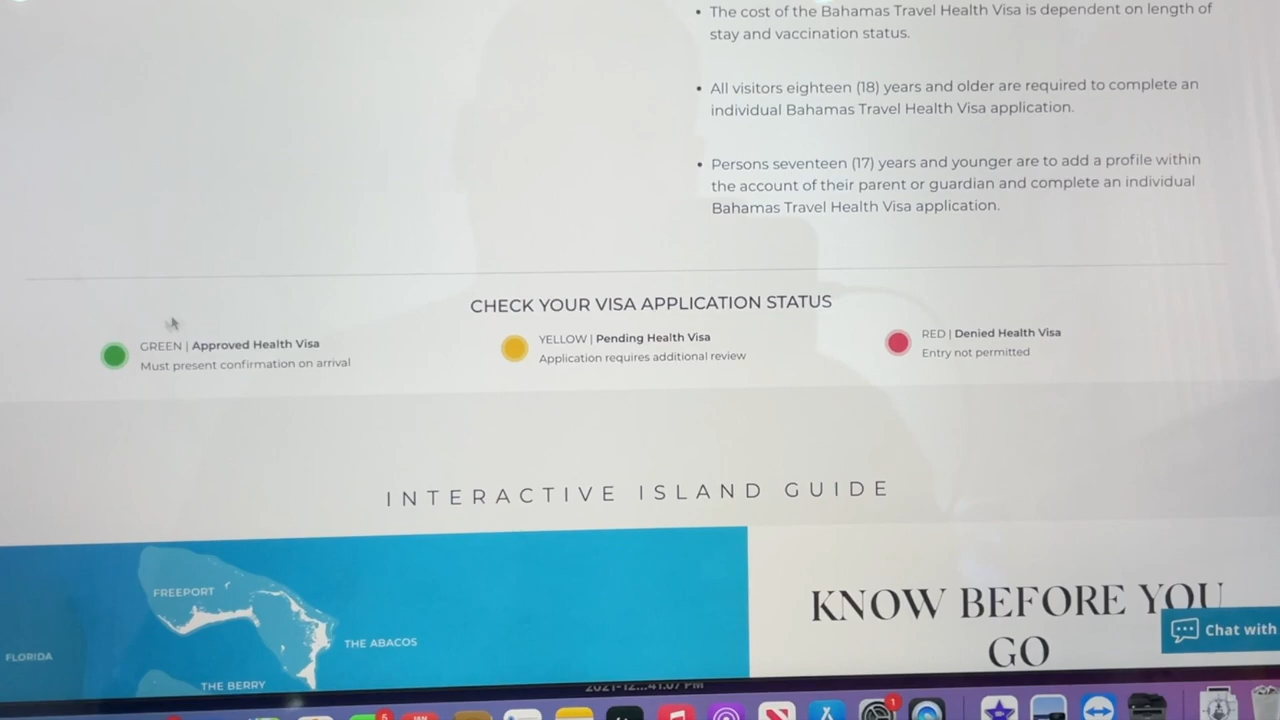 • The cost of the Bahamas Travel Health Visa is dependent on length of
stay and vaccination status.
• All visitors eighteen (18) years and older are required to complete an
individual Bahamas Travel Health Visa application.
• Persons seventeen (17) years and younger are to add a profile within
the account of their parent or guardian and complete an individual
Bahamas Travel Health Visa application.
CHECK YOUR VISA APPLICATION STATUS
GREEN | Approved Health Visa
Must present confirmation on arrival
YELLOW | Pending Health Visa
Application requires additional review
RED | Denied Health Visa
Entry not permitted
INTERACTIVE ISLAND GUIDE
FREEPORT
THE ABACOS
FLORIDA
THE BERRY
KNOW BEFORE YOU
GO
Chat with
JAN
1